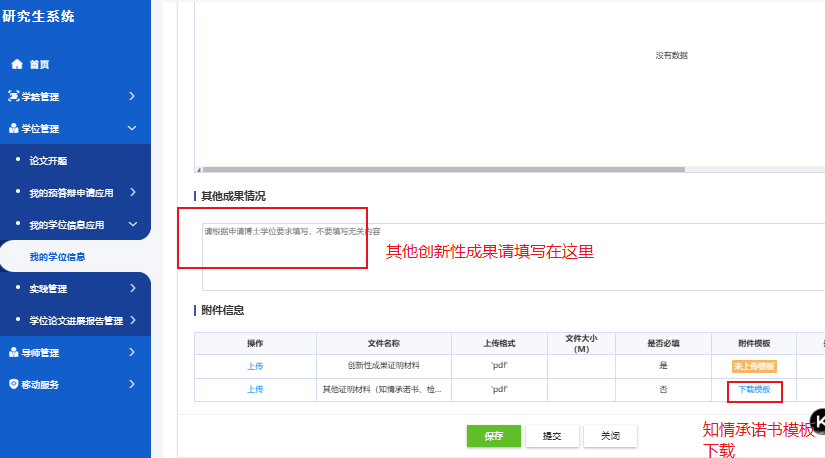 研究生系统
首页
学籍管理
学位管理
论文开题
我的预答辩申请应用
我的学位信息应用
我的学位信息
实践管理
学位论文进展报告管理
导师管理
移动服务
没有数据
其他成果情况
请根据申请博士学位要求填写，不要填写无关内容
其他创新性成果请填写在这里
附件信息
操作 文件名称 上传格式 文件大小（M） 是否必填 附件模板
上传 创新性成果证明材料 'pdf' 是 未上传模板
上传 其他证明材料（知情承诺书、检... 'pdf' 否 下载模板
保存 提交 关闭
知情承诺书模板
下载
K